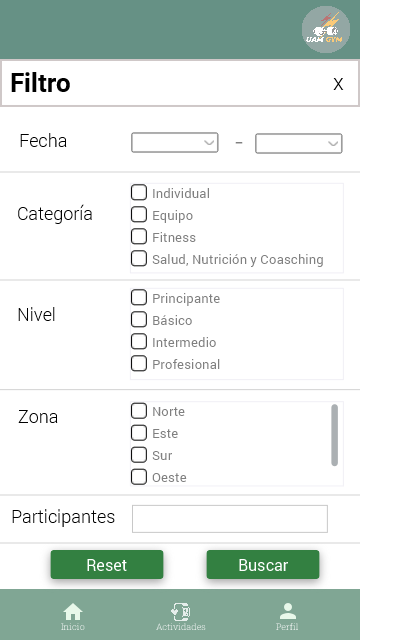 UAM GYM
Filtro X
Fecha -
Categoría
Individual
Equipo
Fitness
Salud, Nutrición y Coasching
Nivel
Principante
Básico
Intermedio
Profesional
Zona
Norte
Este
Sur
Oeste
Participantes
Reset Buscar
Inicio Actividades Perfil